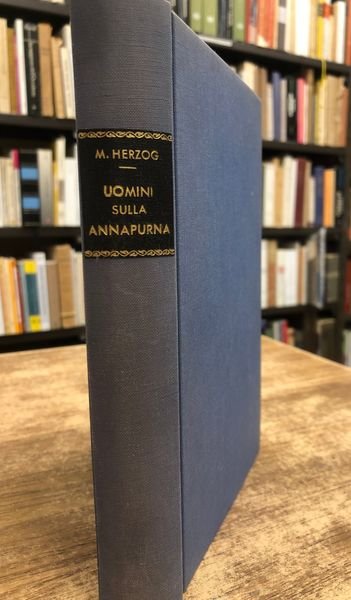 M. HERZOG
UOMINI
SULLA
ANNAPURNA